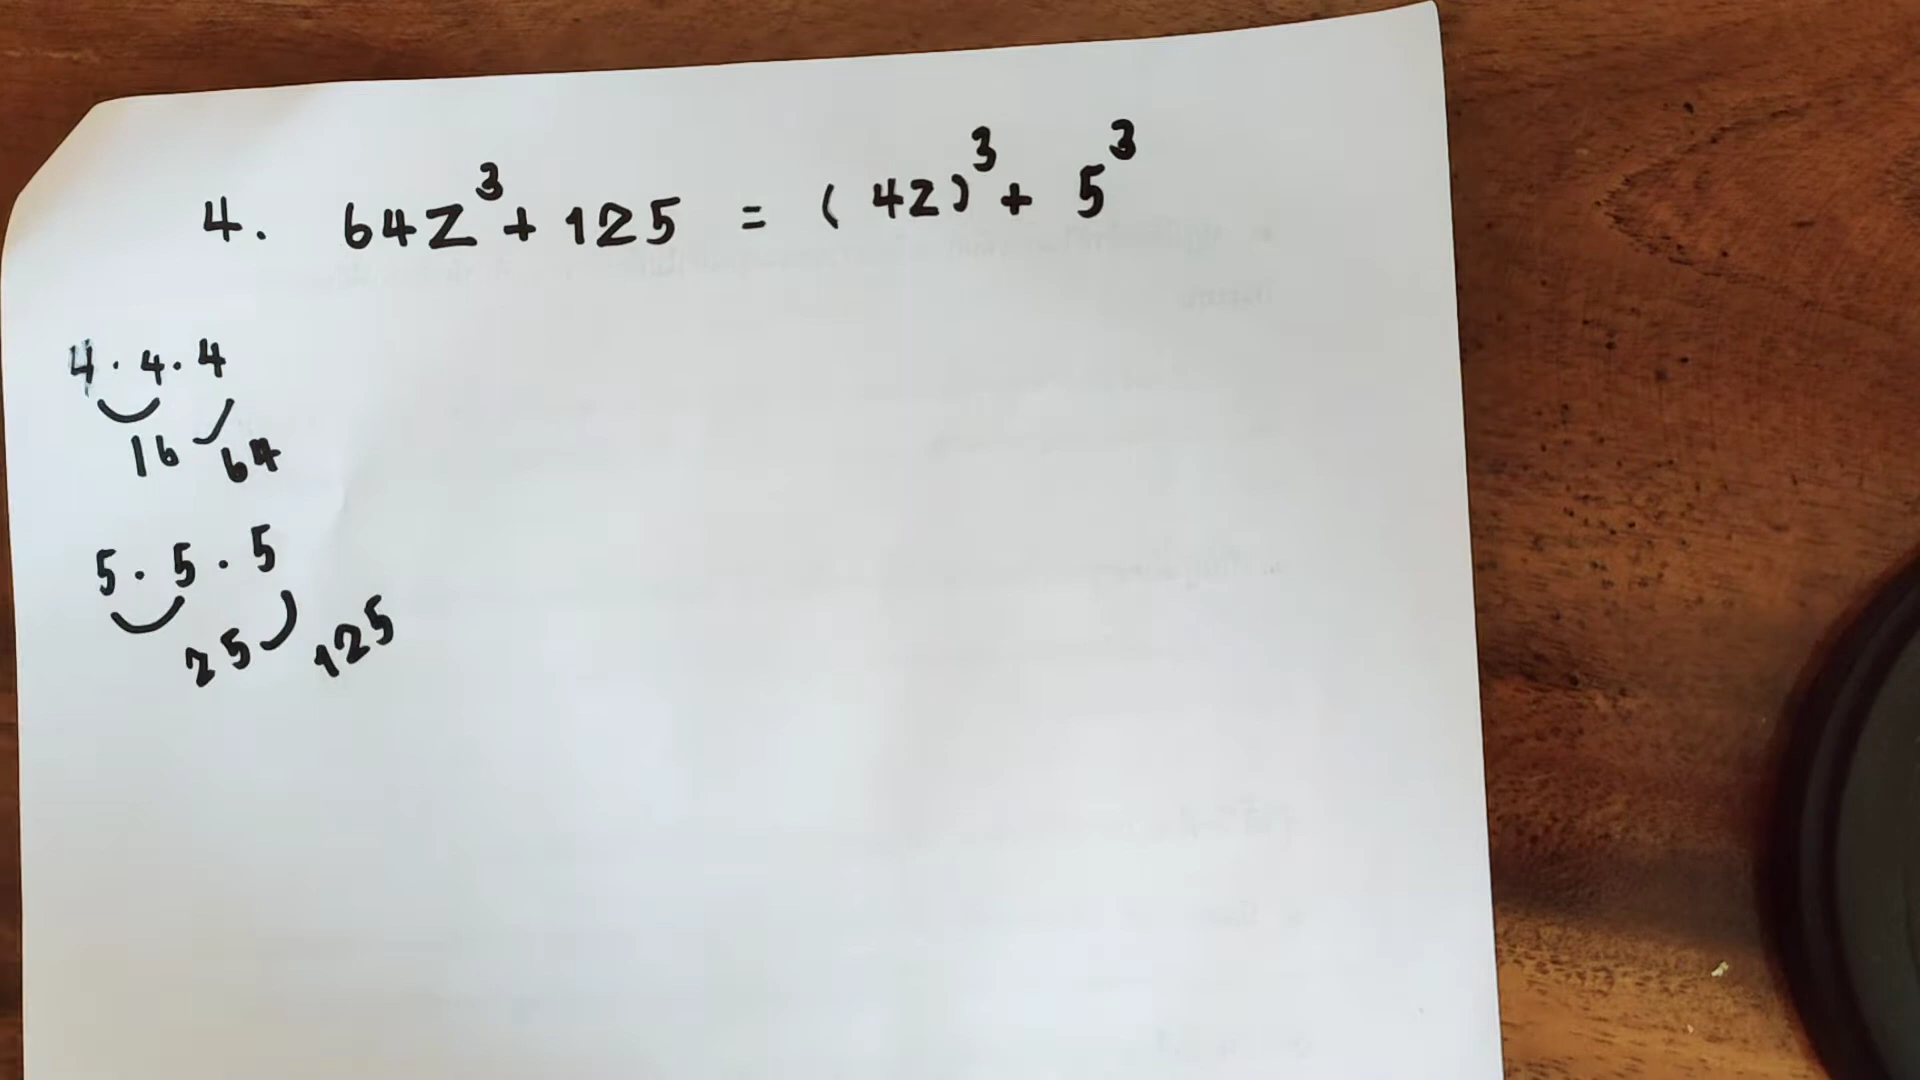 4. 64Z³ + 125 = (4Z)³ + 5³
4 · 4 · 4
16 64
5 · 5 · 5
25 125